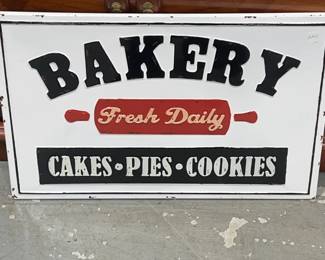 BAKERY
Fresh Daily
CAKES • PIES • COOKIES